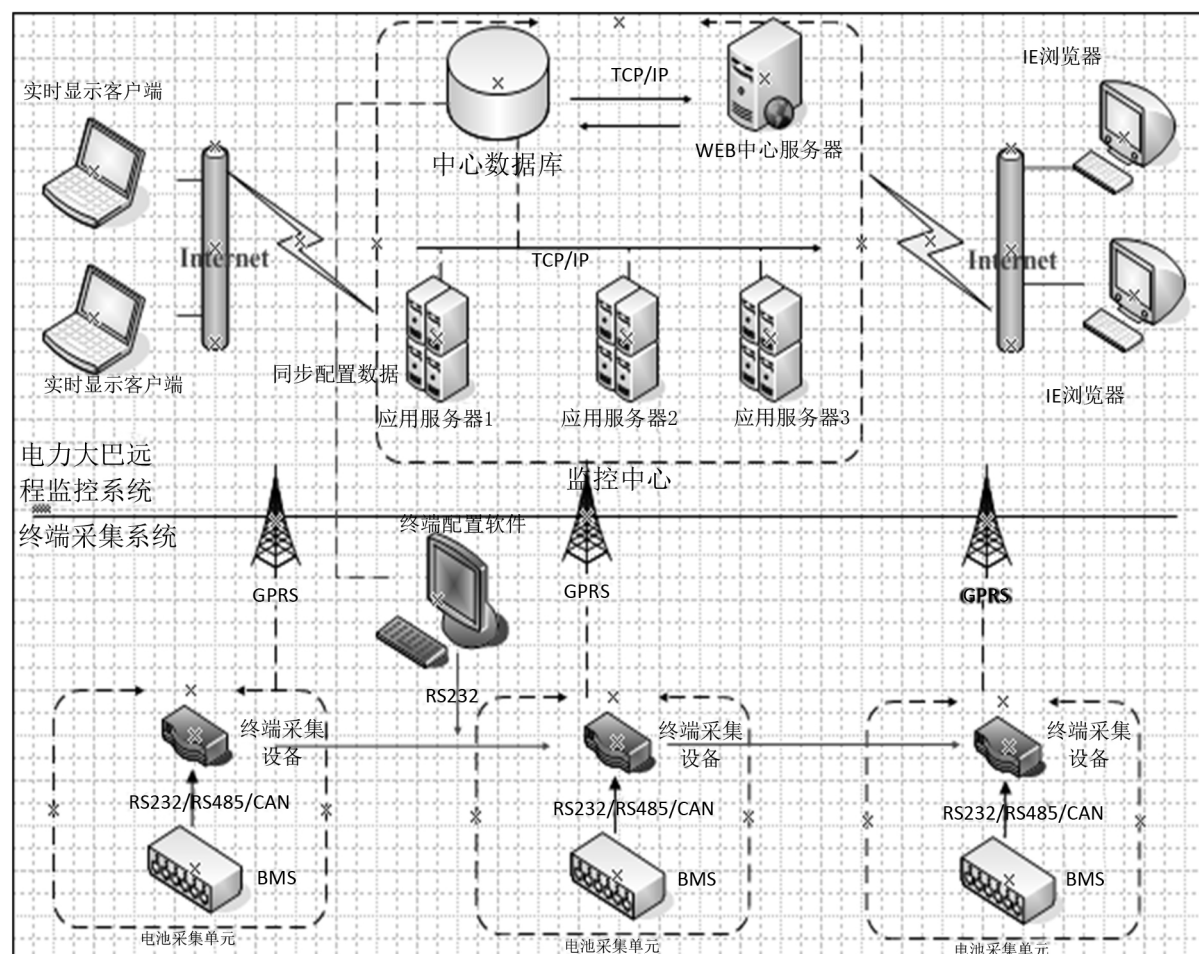 IE浏览器
实时显示客户端
TCP/IP
中心数据库
WEB中心服务器
Internet
TCP/IP
Internet
实时显示客户端
同步配置数据
应用服务器1
应用服务器2
应用服务器3
IE浏览器
电力大巴远
程监控系统
监控中心
终端采集系统
终端配置软件
GPRS
GPRS
GPRS
RS232
终端采集
设备
终端采集
设备
终端采集
设备
RS232/RS485/CAN
RS232/RS485/CAN
RS232/RS485/CAN
BMS
BMS
BMS
电池采集单元
电池采集单元
电池采集单元